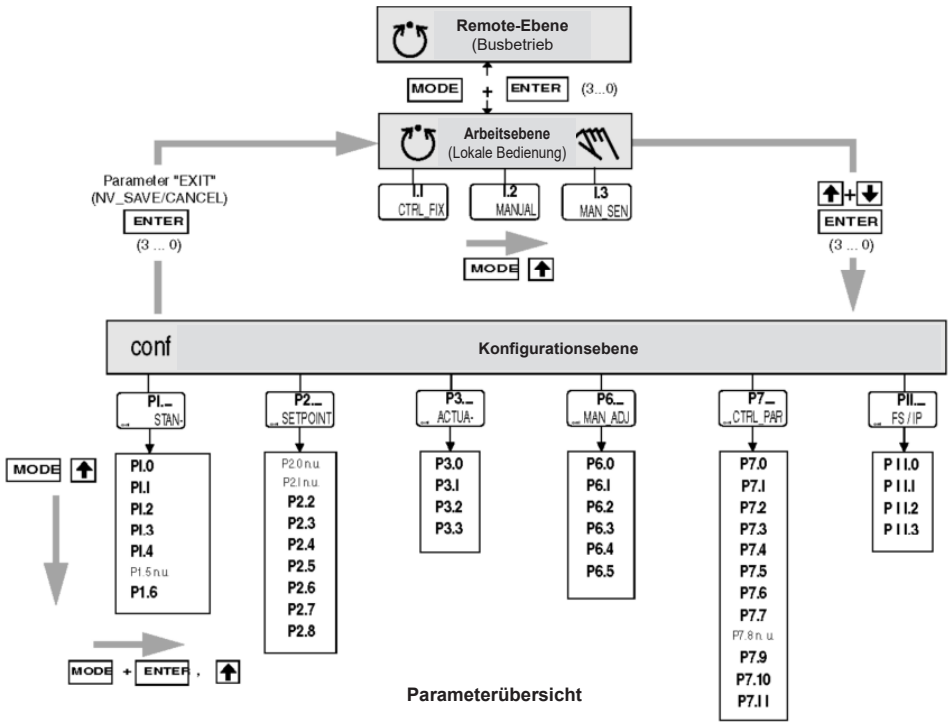 Remote-Ebene
(Busbetrieb
MODE + ENTER (3...0)
Arbeitsebene
(Lokale Bedienung)
I.I
CTRL_FIX
I.2
MANUAL
I.3
MAN_SEN
MODE
Parameter "EXIT"
(NV_SAVE/CANCEL)
ENTER
(3 ... 0)
+
ENTER
(3 ... 0)
conf
Konfigurationsebene
PI._
STAN-
P2._
SETPOINT
P3._
ACTUA-
P6._
MAN_ADJ
P7._
CTRL_PAR
PII._
FS / IP
MODE
PI.0
PI.I
PI.2
PI.3
PI.4
P1.5 n.u.
P1.6
P2.0 n.u.
P2.I n.u.
P2.2
P2.3
P2.4
P2.5
P2.6
P2.7
P2.8
P3.0
P3.I
P3.2
P3.3
P6.0
P6.I
P6.2
P6.3
P6.4
P6.5
P7.0
P7.I
P7.2
P7.3
P7.4
P7.5
P7.6
P7.7
P7.8 n. u.
P7.9
P7.10
P7.II
P I I.0
P I I.I
P I I.2
P I I.3
MODE + ENTER ,
Parameterübersicht